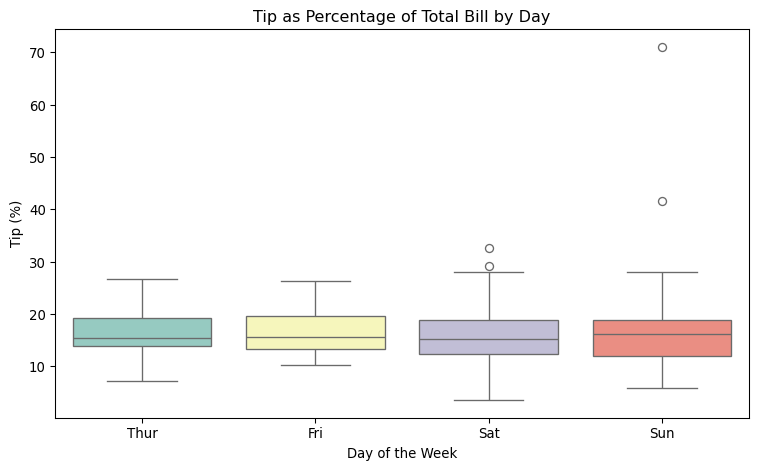 Tip as Percentage of Total Bill by Day
Tip (%)
70
60
50
40
30
20
10
Thur Fri Sat Sun
Day of the Week